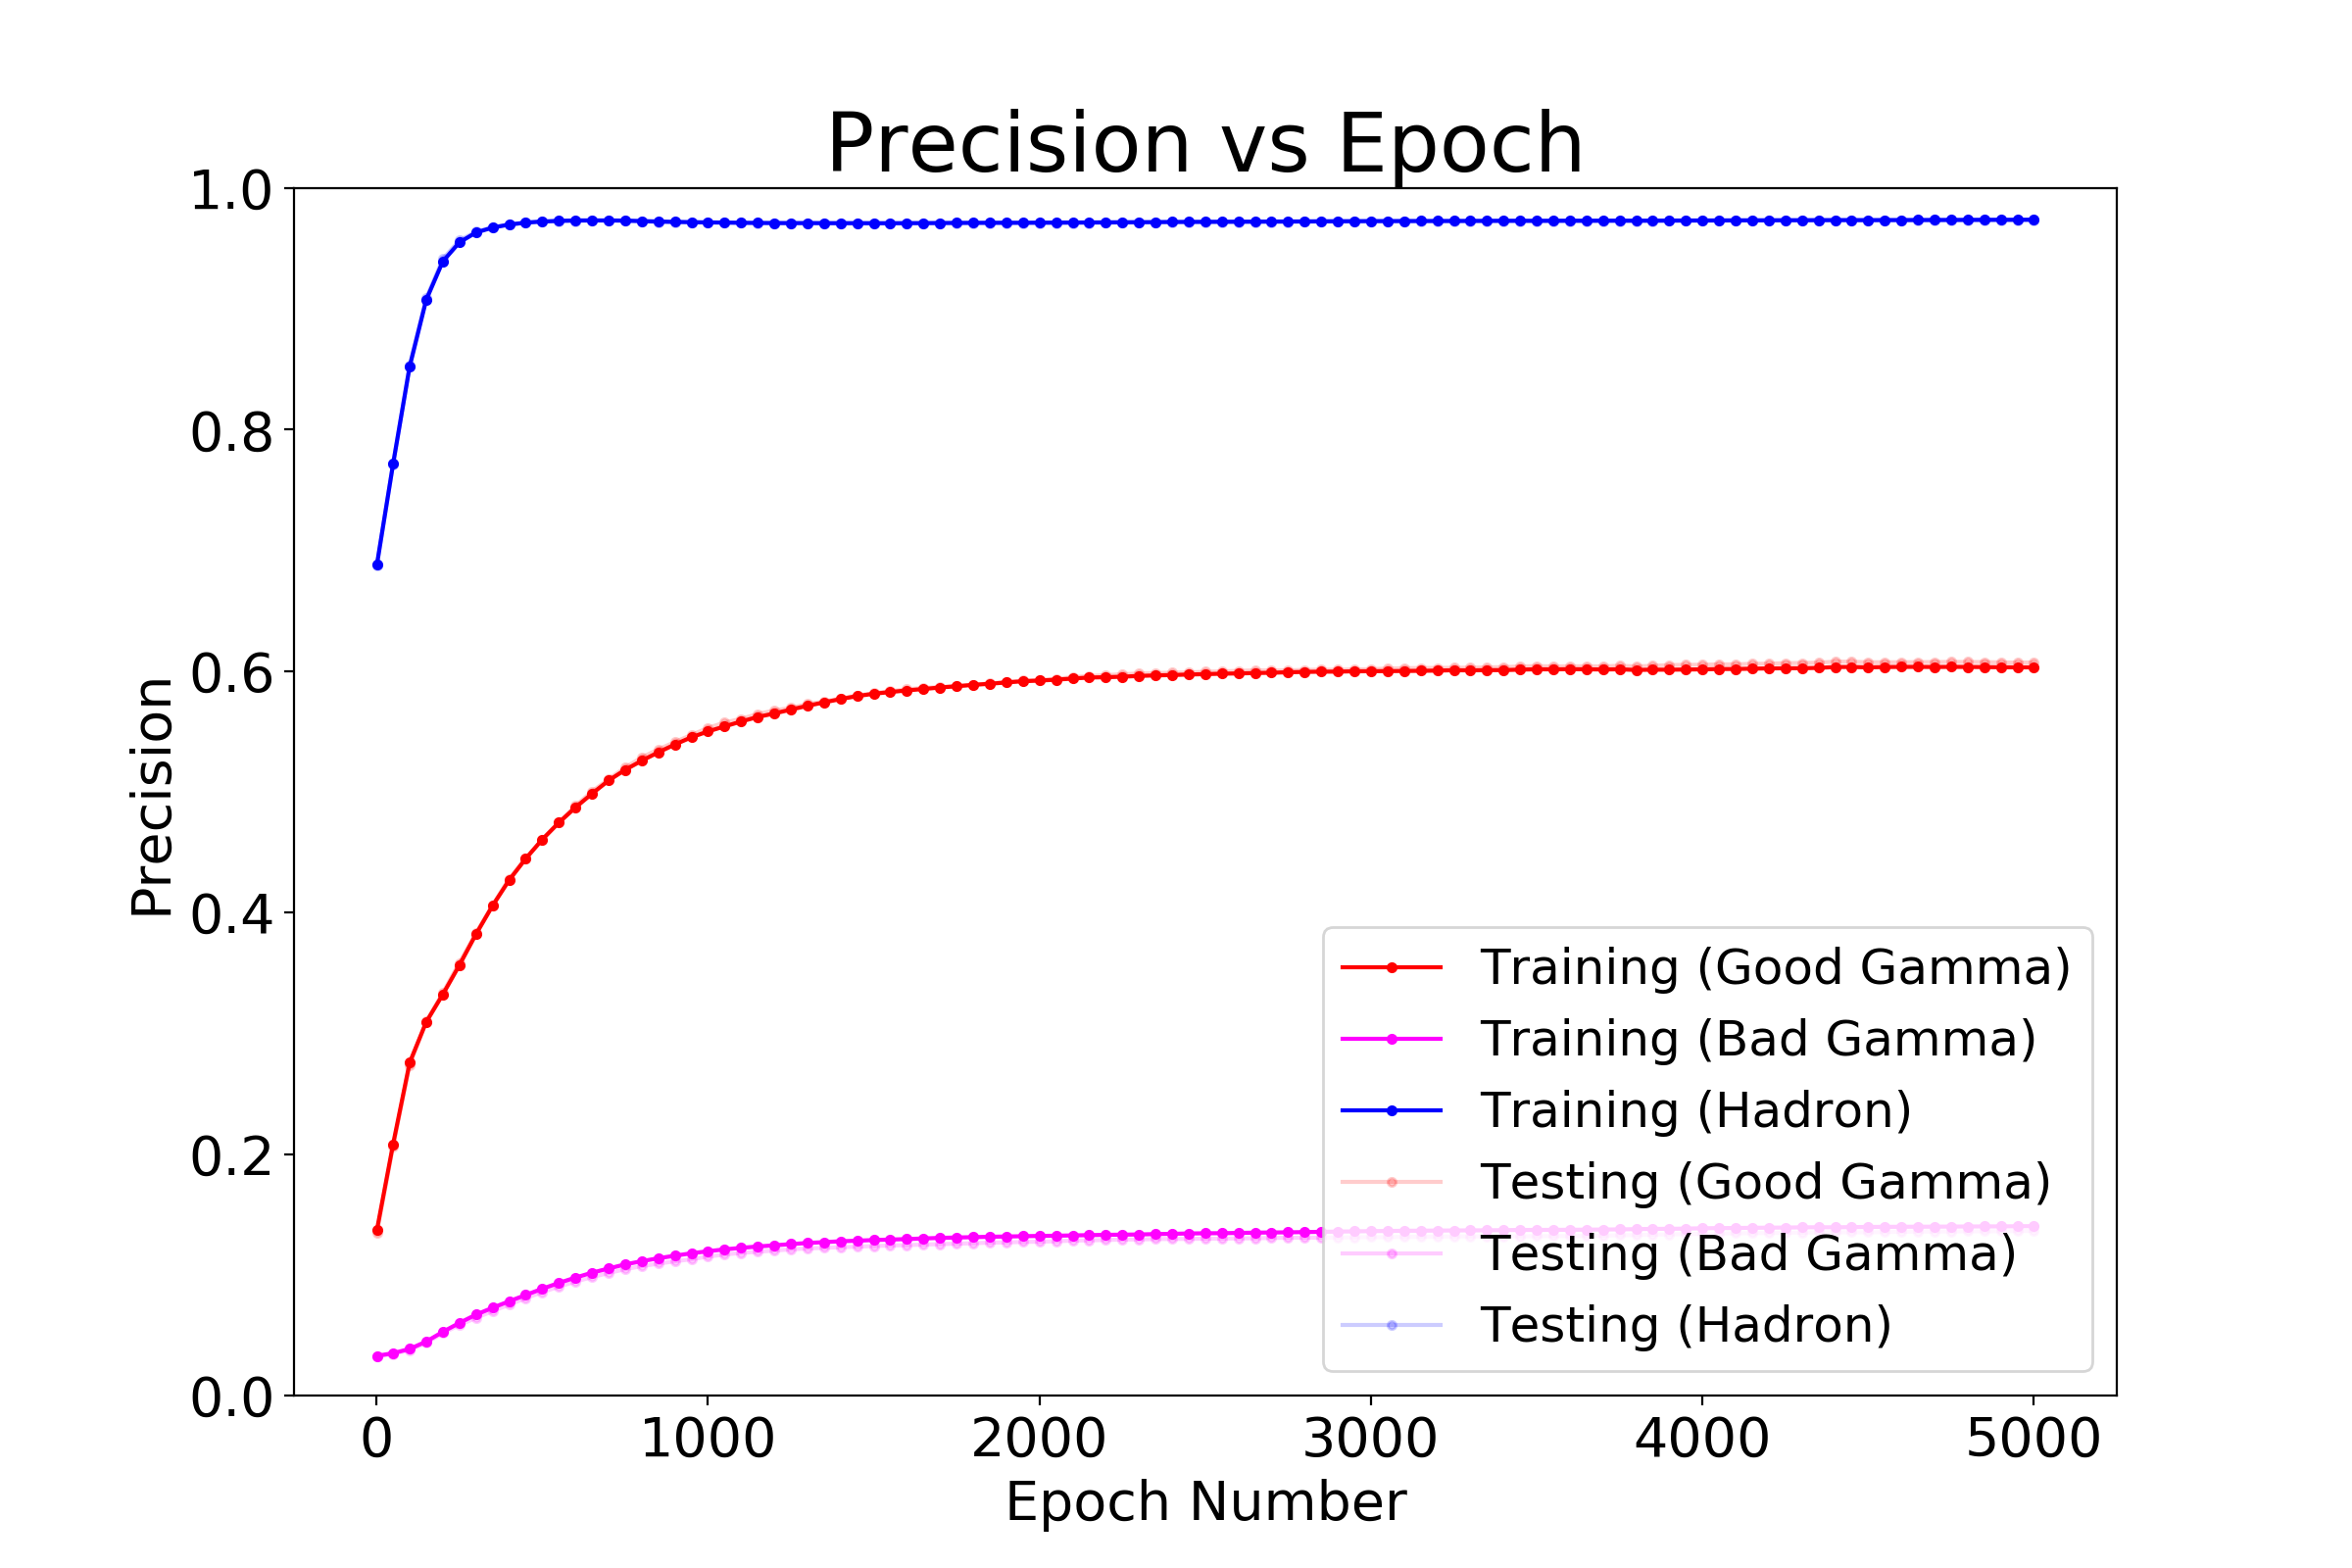 Precision vs Epoch
1.0
0.8
0.6
0.4
0.2
0.0
Precision
Training (Good Gamma)
Training (Bad Gamma)
Training (Hadron)
Testing (Good Gamma)
Testing (Bad Gamma)
Testing (Hadron)
0 1000 2000 3000 4000 5000
Epoch Number